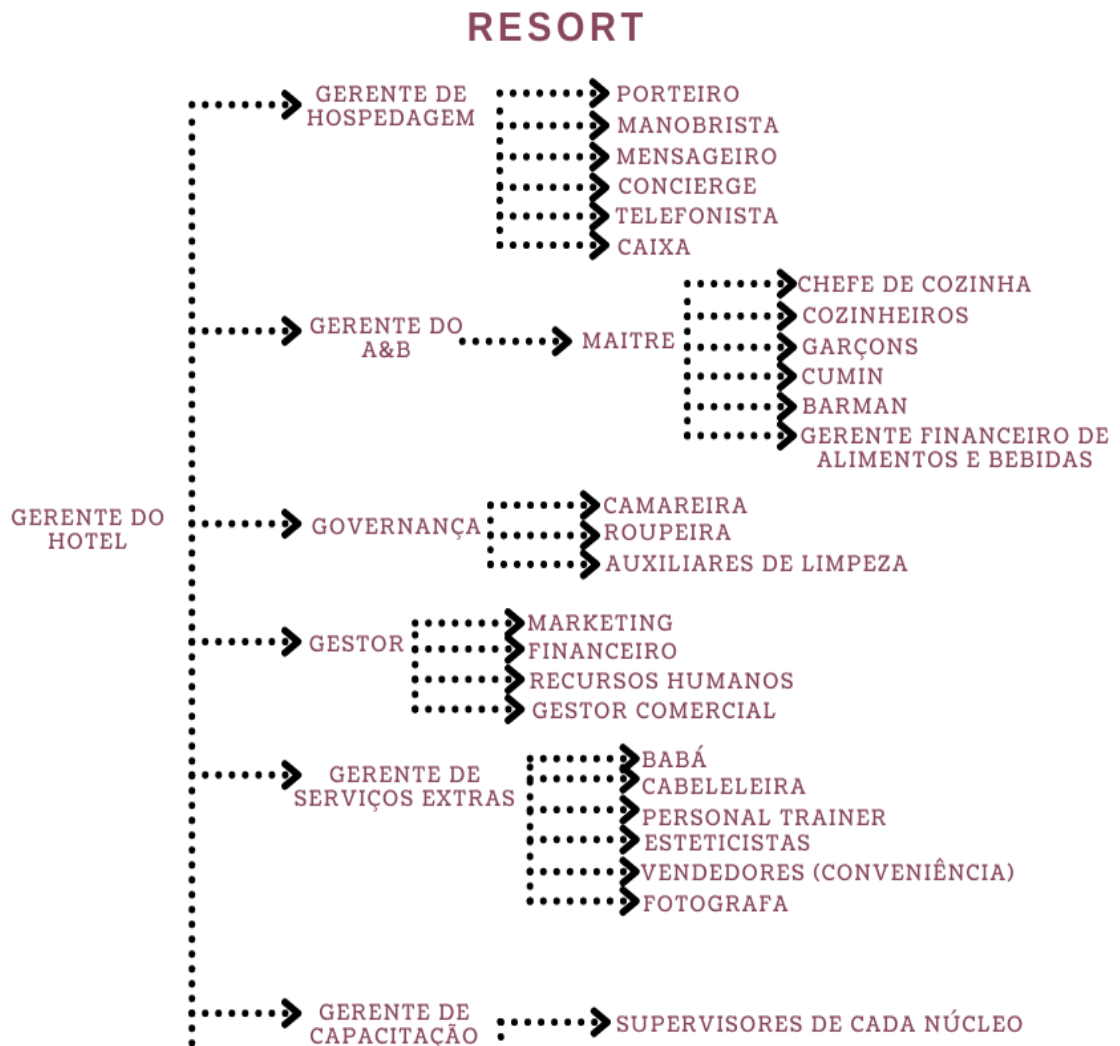 RESORT
GERENTE DE
HOSPEDAGEM
PORTEIRO
MANOBRISTA
MENSAGEIRO
CONCIERGE
TELEFONISTA
CAIXA
GERENTE DO
A&B
MAITRE
CHEFE DE COZINHA
COZINHEIROS
GARÇONS
CUMIN
BARMAN
GERENTE FINANCEIRO DE
ALIMENTOS E BEBIDAS
GERENTE DO
HOTEL
GOVERNANÇA
CAMAREIRA
ROUPEIRA
AUXILIARES DE LIMPEZA
GESTOR
MARKETING
FINANCEIRO
RECURSOS HUMANOS
GESTOR COMERCIAL
GERENTE DE
SERVIÇOS EXTRAS
BABÁ
CABELELEIRA
PERSONAL TRAINER
ESTETICISTAS
VENDEDORES (CONVENIÊNCIA)
FOTOGRAFA
GERENTE DE
CAPACITAÇÃO
SUPERVISORES DE CADA NÚCLEO